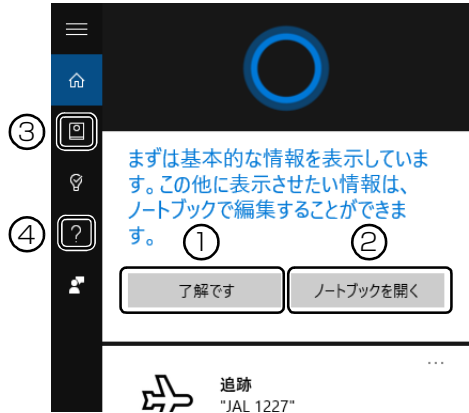 ③
まずは基本的な情報を表示していま
す。この他に表示させたい情報は、
ノートブックで編集することができま
す。
④ ?
① ②
了解です ノートブックを開く
...
追跡
"JAL 1227"